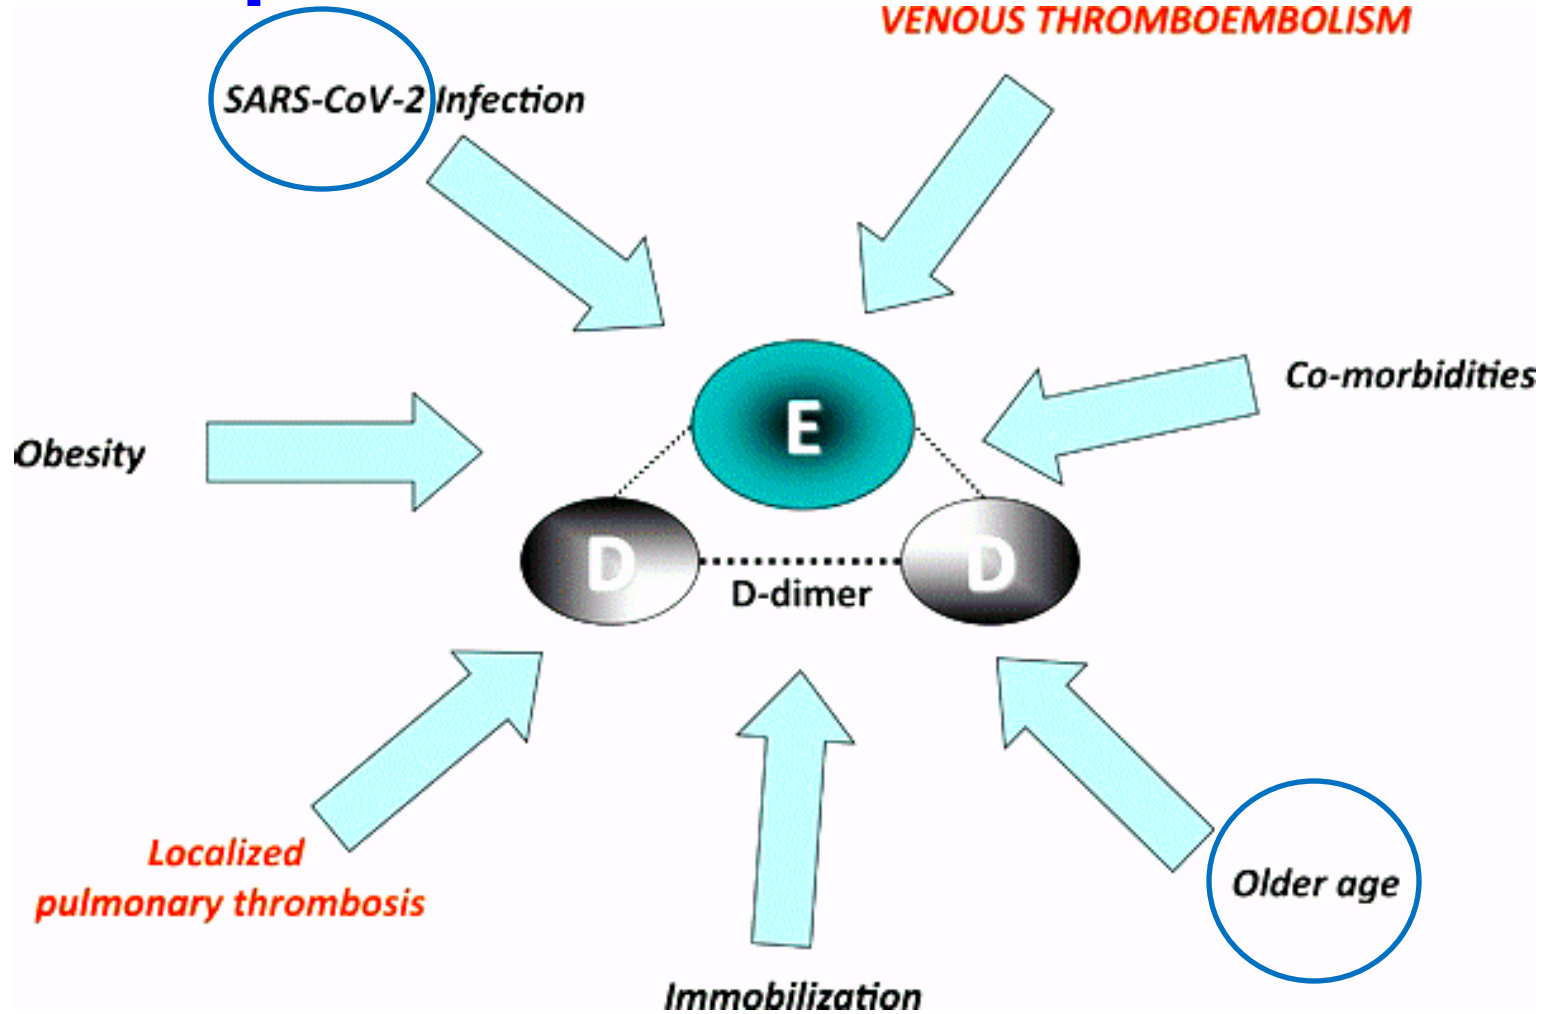 VENOUS THROMBOEMBOLISM
SARS-CoV-2 Infection
Co-morbidities
E
Obesity
D
D
D-dimer
Localized
pulmonary thrombosis
Older age
Immobilization